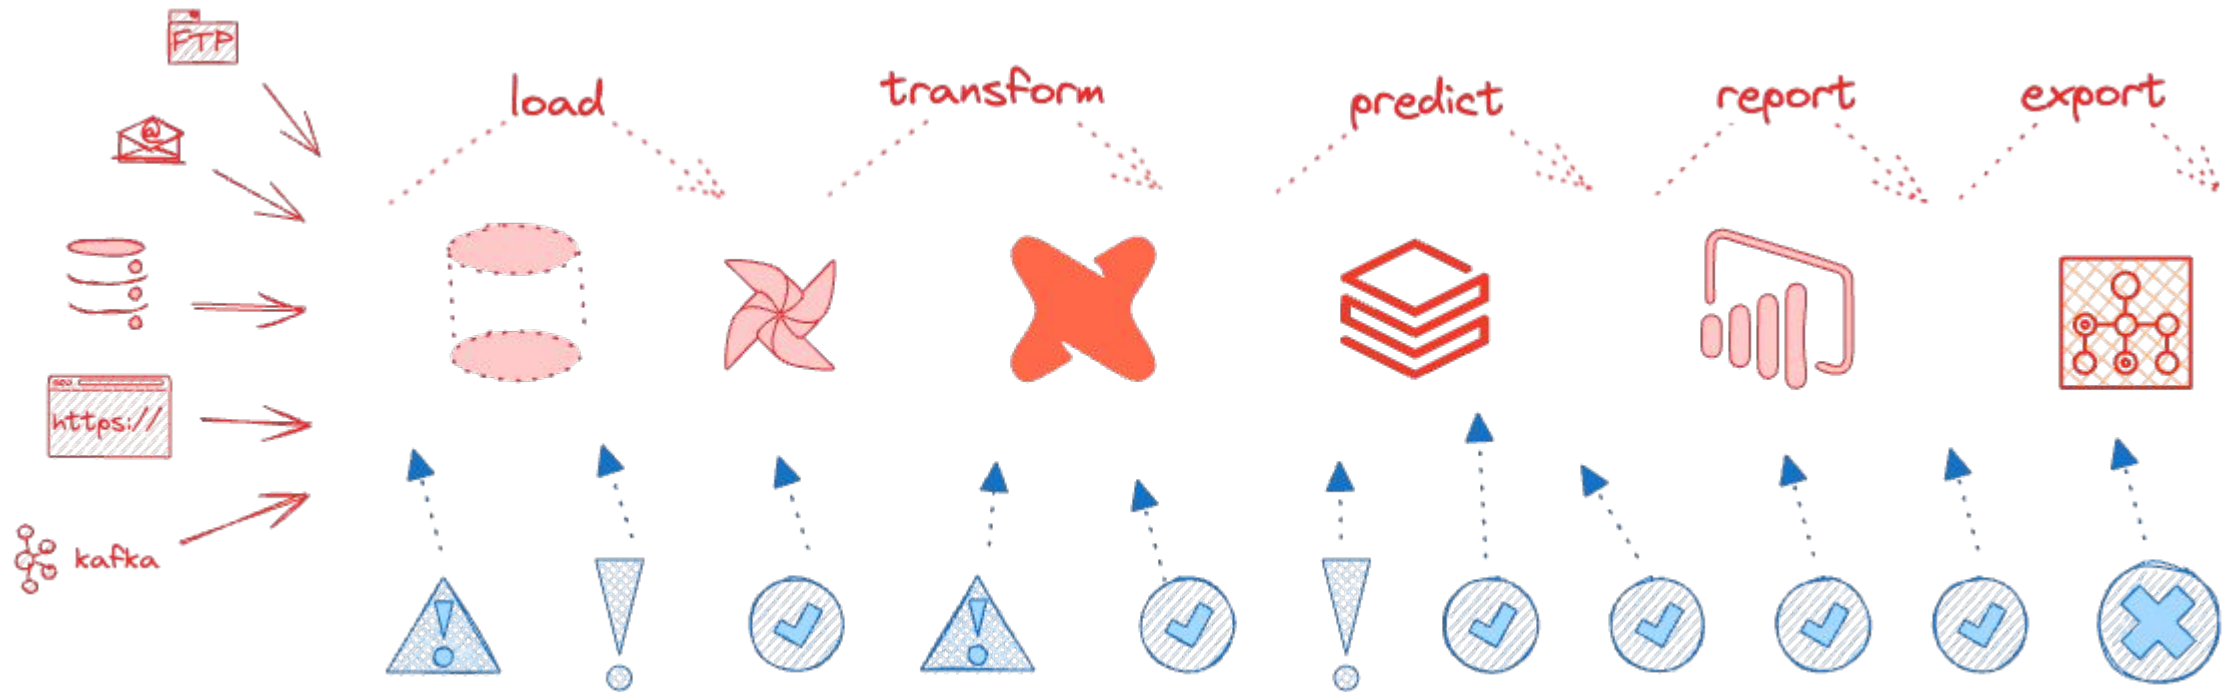 FTP
load
transform
predict
report
export
@
https://
kafka